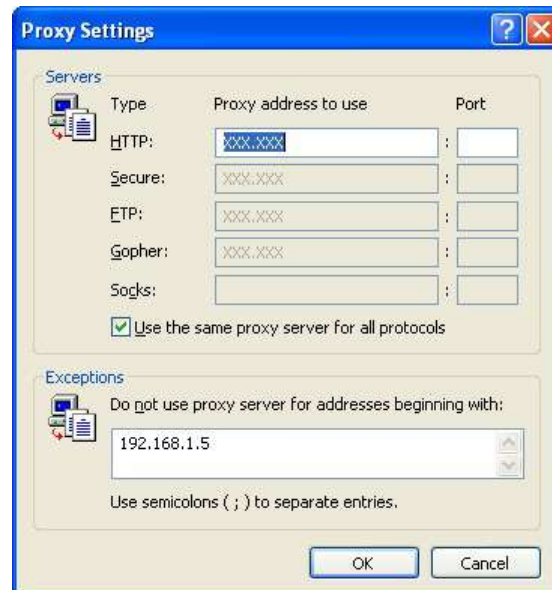 Proxy Settings
Servers
Type Proxy address to use Port
HTTP: xxx.xxx :
Secure: xxx.xxx :
FTP: xxx.xxx :
Gopher: xxx.xxx :
Socks: :
Use the same proxy server for all protocols
Exceptions
Do not use proxy server for addresses beginning with:
192.168.1.5
Use semicolons ( ; ) to separate entries.
OK Cancel